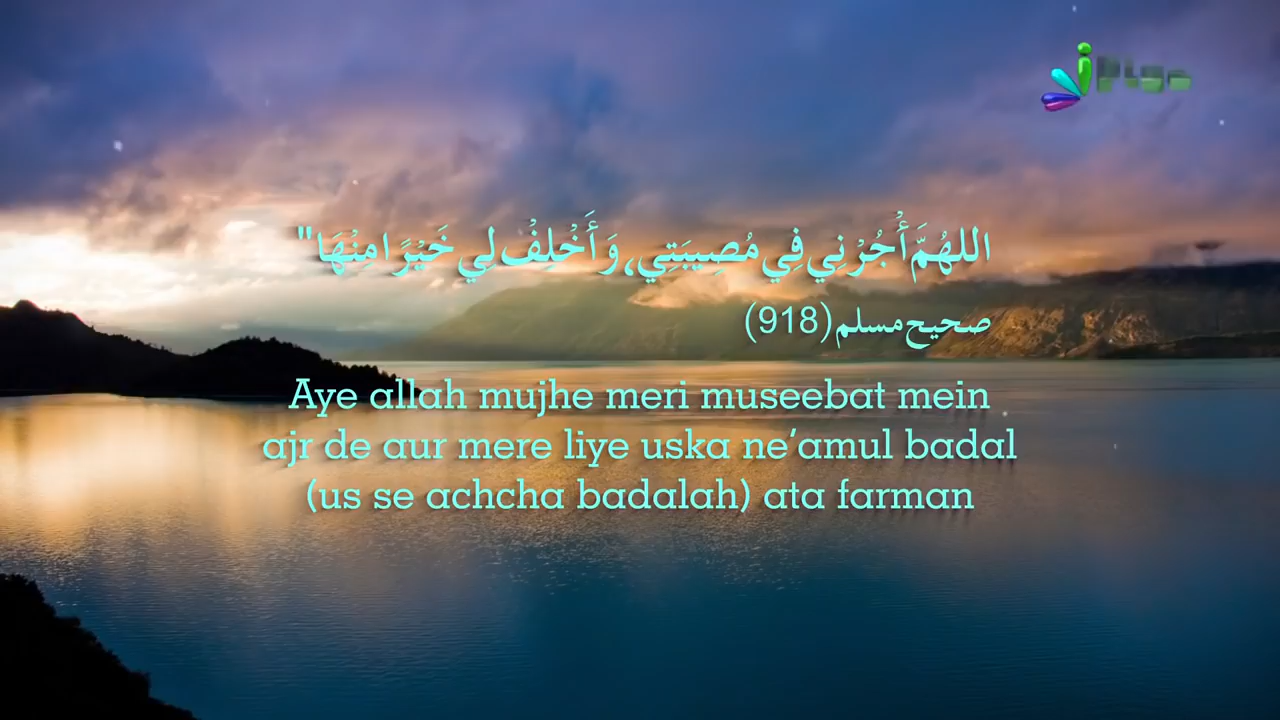 اللهُمَّ أْجُرْنِي فِي مُصِيبَتِي، وَأَخْلِفْ لِي خَيْرًا مِنْهَا"
صحيح مسلم (918)
Aye allah mujhe meri museebat mein
ajr de aur mere liye uska ne’amul badal
(us se achcha badalah) ata farman